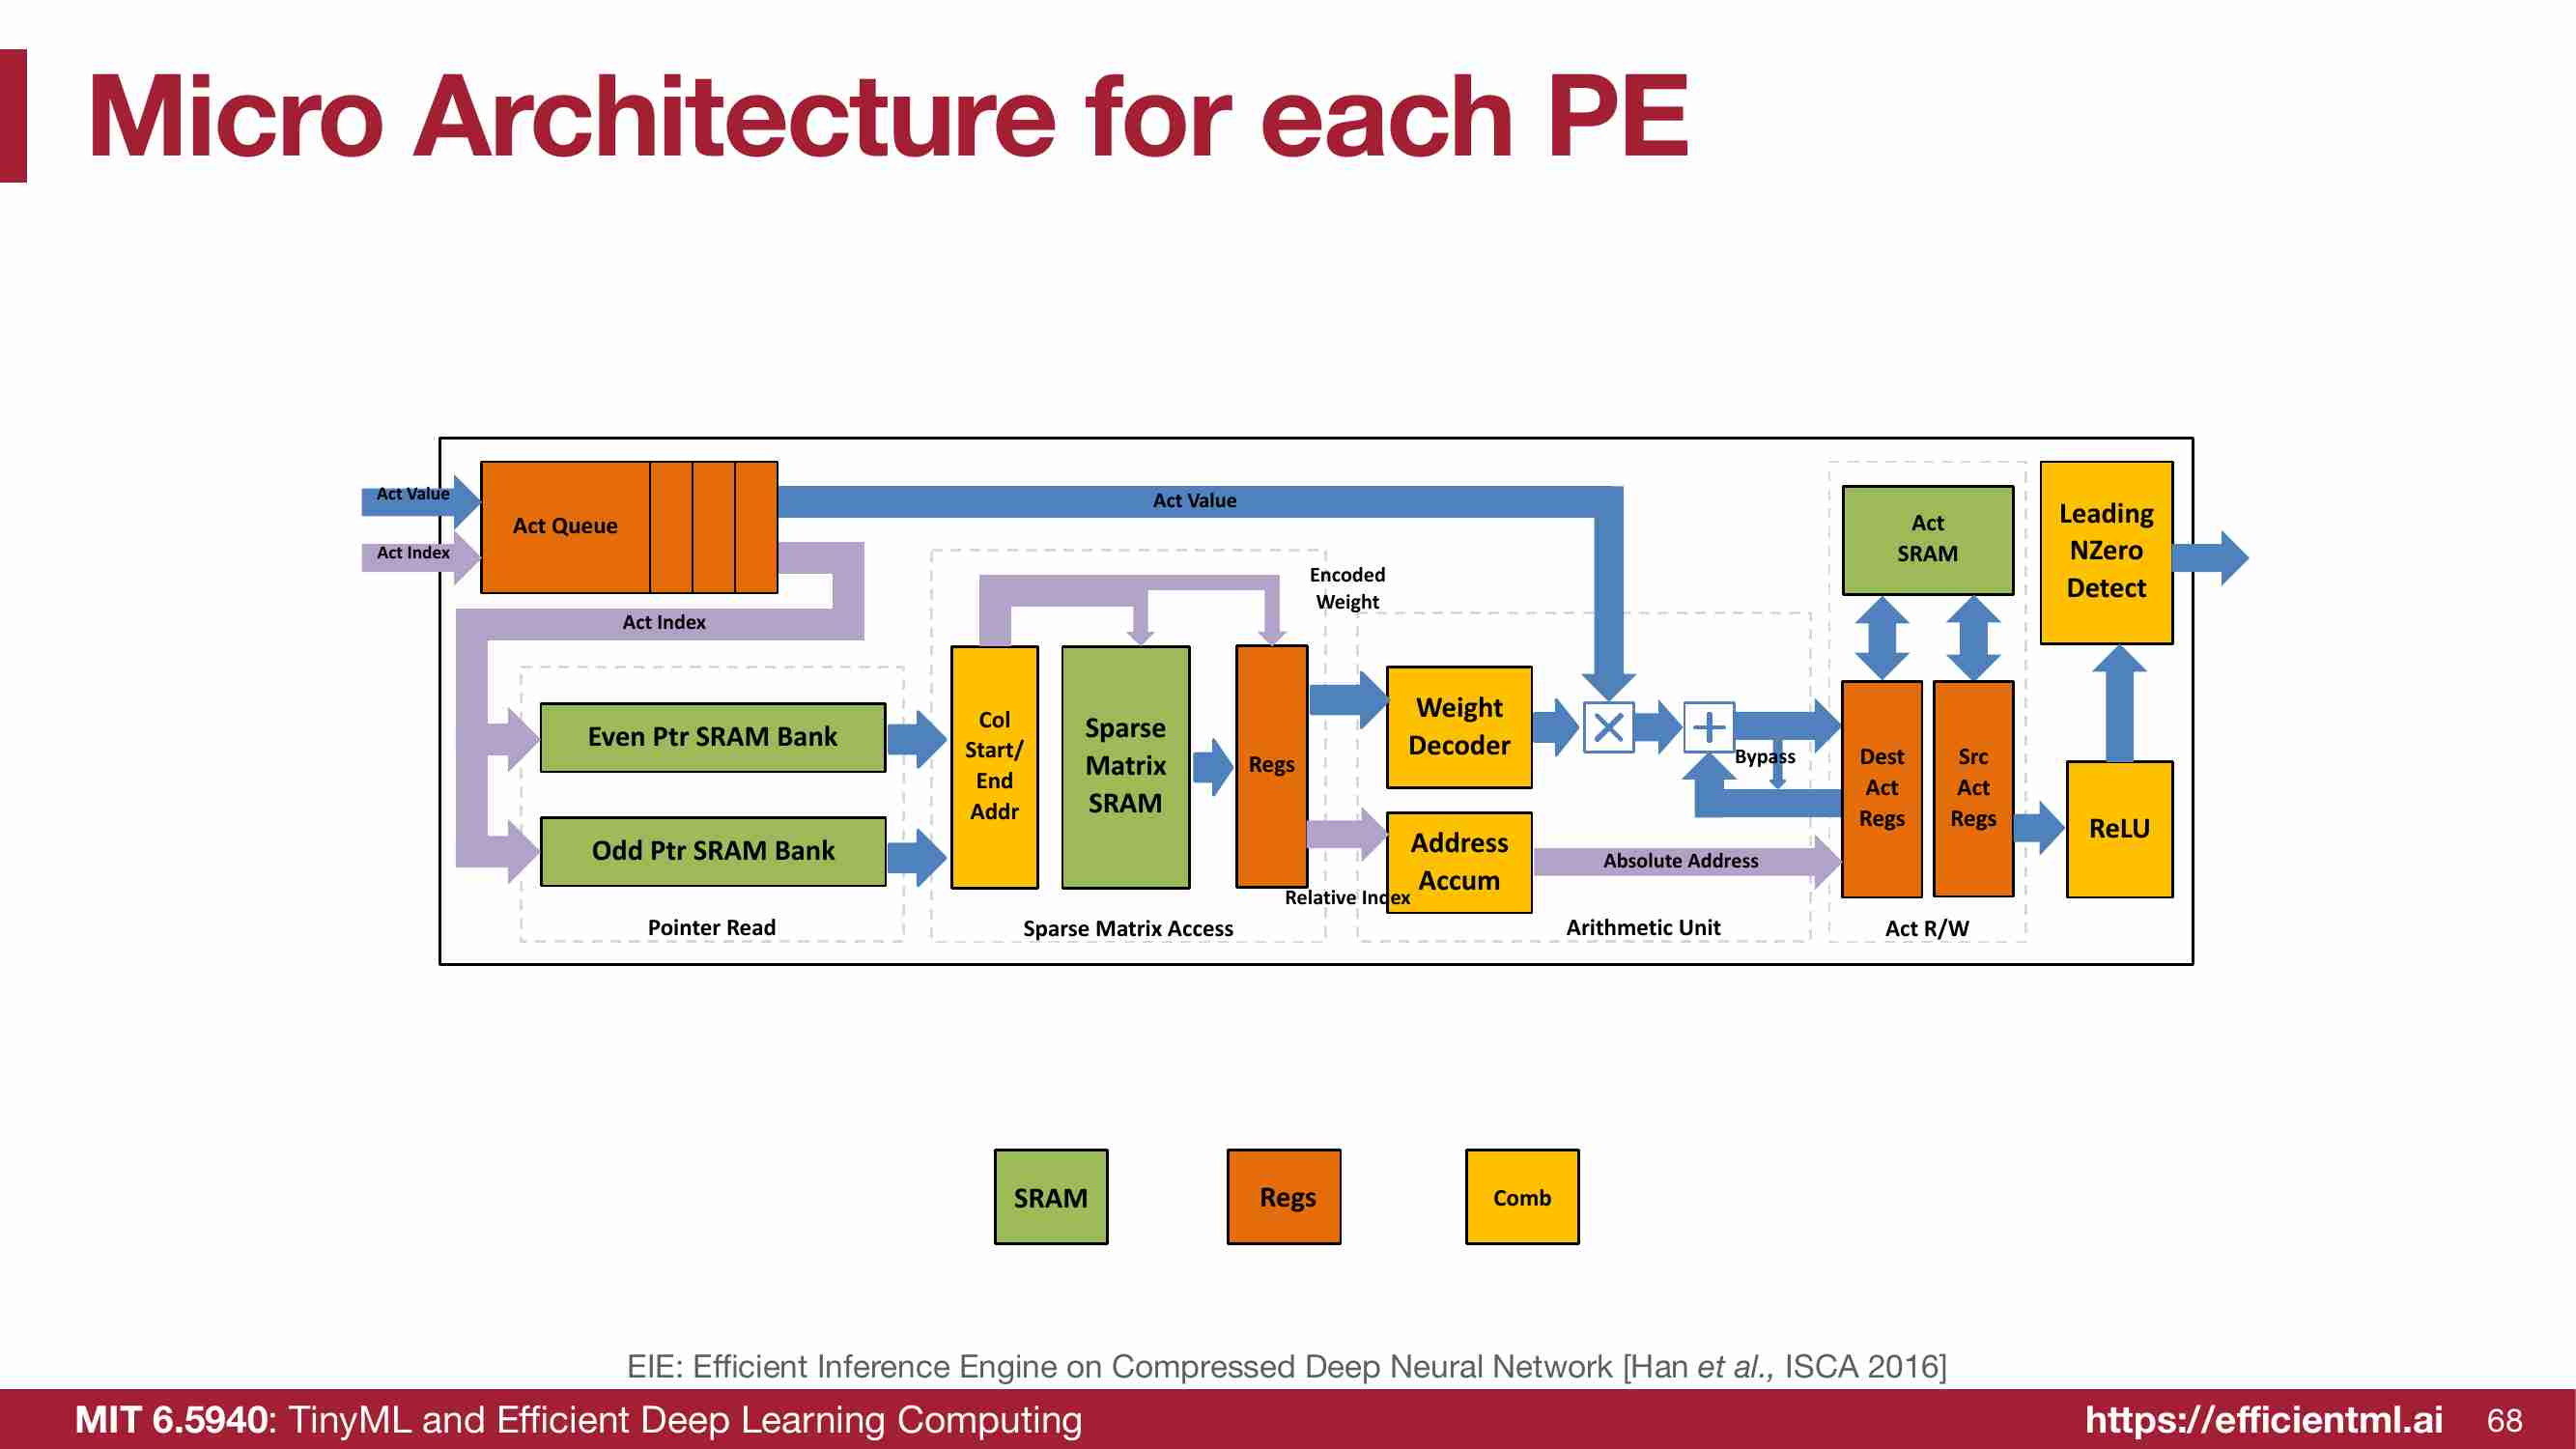 Micro Architecture for each PE
Act Value
Act Index
Act Queue
Act Value
Act Index
Even Ptr SRAM Bank
Odd Ptr SRAM Bank
Pointer Read
Col
Start/
End
Addr
Sparse
Matrix
SRAM
Regs
Sparse Matrix Access
Encoded
Weight
Relative Index
Weight
Decoder
Address
Accum
Bypass
Absolute Address
Arithmetic Unit
Act
SRAM
Dest
Act
Regs
Src
Act
Regs
Act R/W
Leading
NZero
Detect
ReLU
SRAM
Regs
Comb
EIE: Efficient Inference Engine on Compressed Deep Neural Network [Han et al., ISCA 2016]
MIT 6.5940: TinyML and Efficient Deep Learning Computing
https://efficientml.ai
68